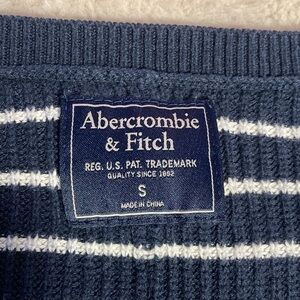 Abercrombie
& Fitch
REG. U.S. PAT. TRADEMARK
QUALITY SINCE 1892
S
MADE IN CHINA